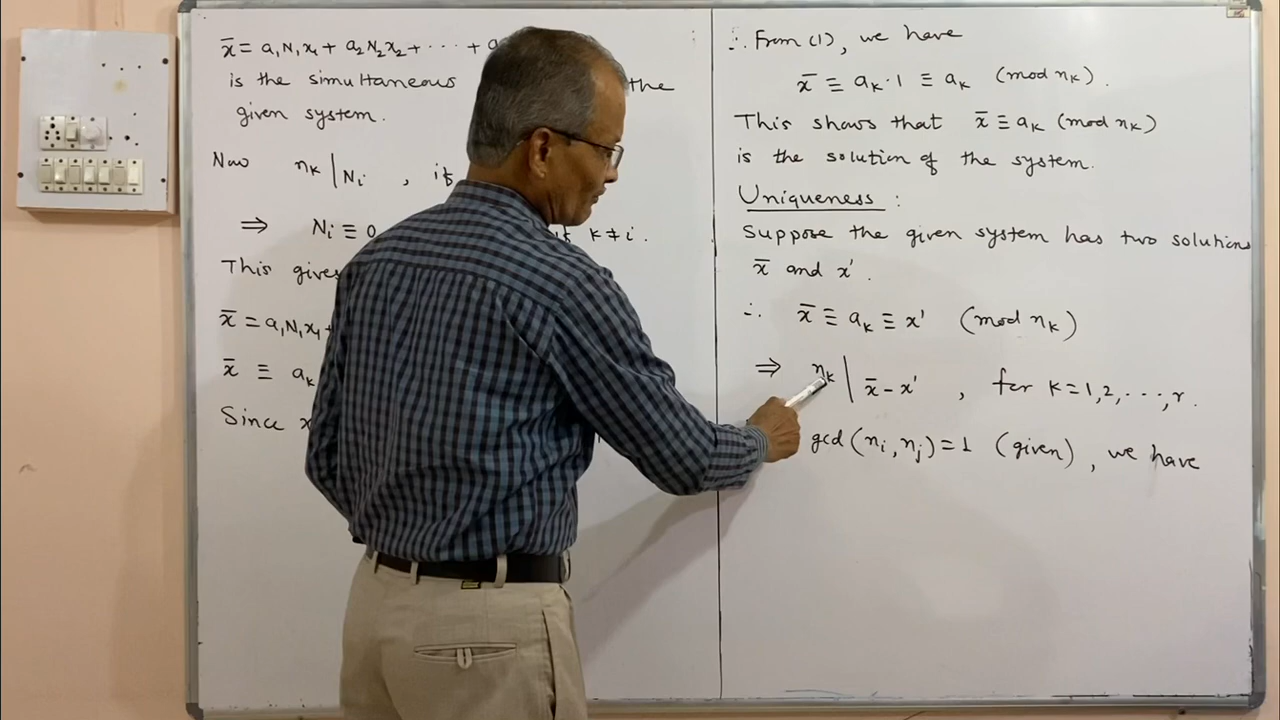 x̄ = a₁N₁x₁ + a₂N₂x₂ + ··· + a
is the simultaneous the
given system.
Now nₖ | Nᵢ , if
⇒ Nᵢ ≡ 0 if k ≠ i.
This gives
x̄ = a₁N₁x₁ +
x̄ ≡ aₖ
Since x
∴ From (1), we have
x̄ ≡ aₖ·1 ≡ aₖ (mod nₖ).
This shows that x̄ ≡ aₖ (mod nₖ)
is the solution of the system.
Uniqueness :
Suppose the given system has two solutions
x̄ and x'.
∴ x̄ ≡ aₖ ≡ x' (mod nₖ)
⇒ nₖ | x̄ - x' , for k = 1,2,···,r.
gcd(nᵢ, nⱼ) = 1 (given), we have